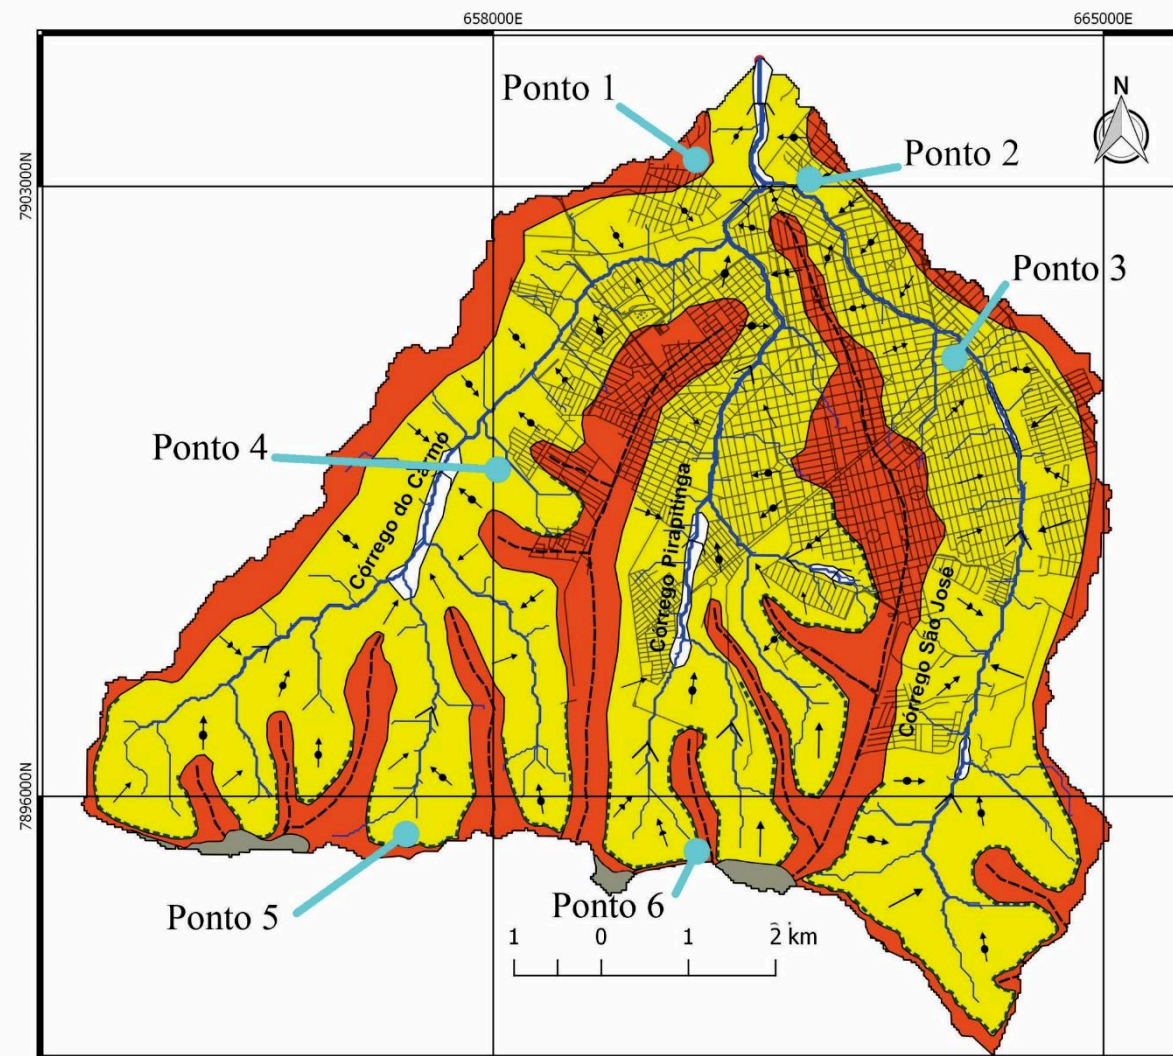 658000E
665000E
N
Ponto 1
Ponto 2
7903000N
Ponto 3
Ponto 4
Córrego do Carmo
Córrego Pirapitinga
Córrego São José
7896000N
Ponto 5
Ponto 6
1 0 1 2 km